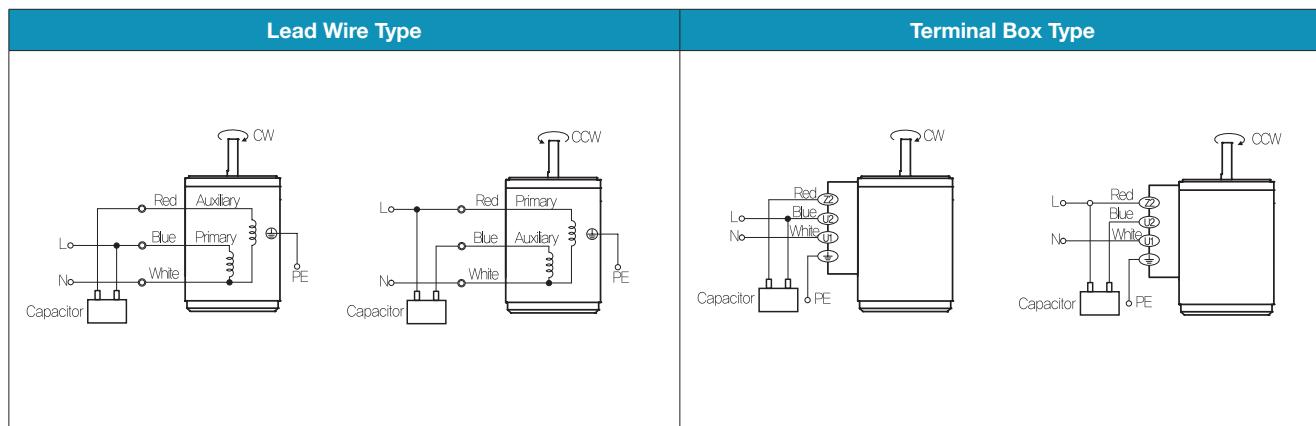 Lead Wire Type
Terminal Box Type
CW
Red Auxiliary
L
Blue Primary
N
White
PE
Capacitor
CCW
L
Red Primary
Blue Auxiliary
N
White
PE
Capacitor
CW
Red Z2
L
Blue U2
N
White U1
Capacitor
PE
CCW
L
Red Z2
Blue U2
N
White U1
Capacitor
PE